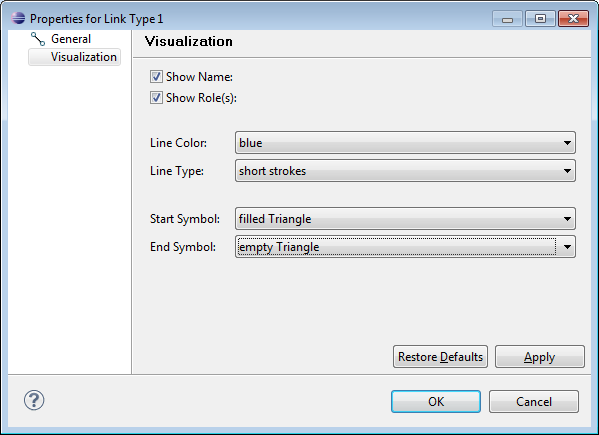 Properties for Link Type 1
General
Visualization
Visualization
Show Name:
Show Role(s):
Line Color: blue
Line Type: short strokes
Start Symbol: filled Triangle
End Symbol: empty Triangle
Restore Defaults Apply
? OK Cancel